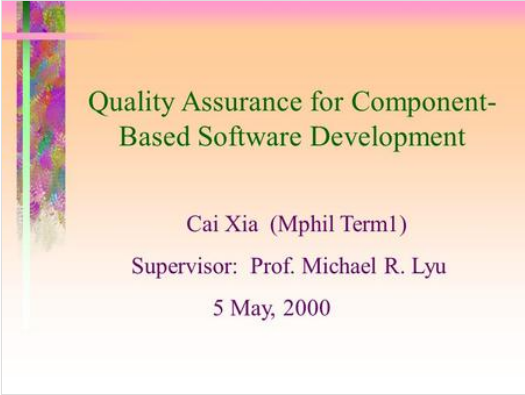 Quality Assurance for Component-
Based Software Development
Cai Xia  (Mphil Term1)
Supervisor:  Prof. Michael R. Lyu
5 May, 2000